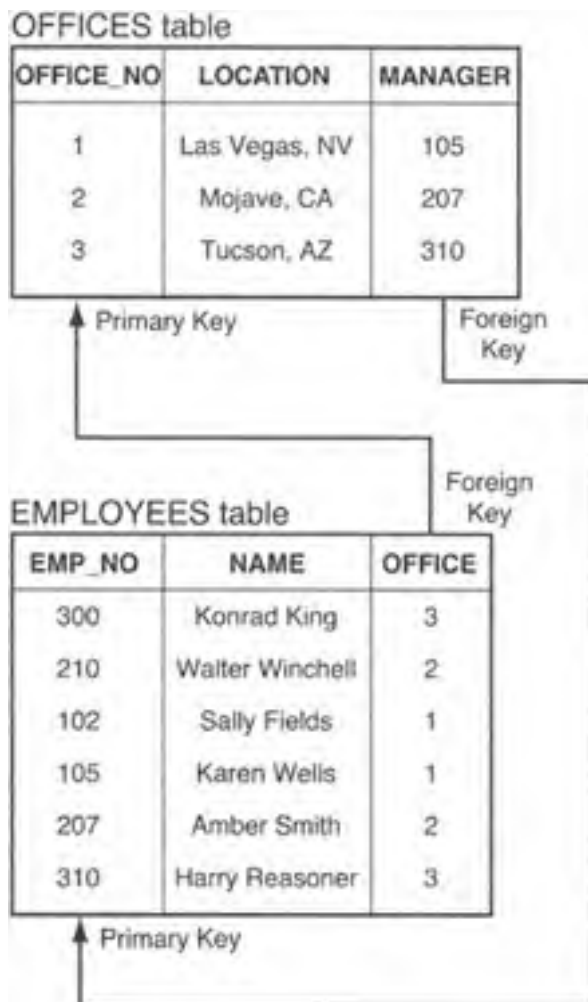 OFFICES table
OFFICE_NO LOCATION MANAGER
1 Las Vegas, NV 105
2 Mojave, CA 207
3 Tucson, AZ 310
Primary Key
Foreign
Key
Foreign
Key
EMPLOYEES table
EMP_NO NAME OFFICE
300 Konrad King 3
210 Walter Winchell 2
102 Sally Fields 1
105 Karen Wells 1
207 Amber Smith 2
310 Harry Reasoner 3
Primary Key